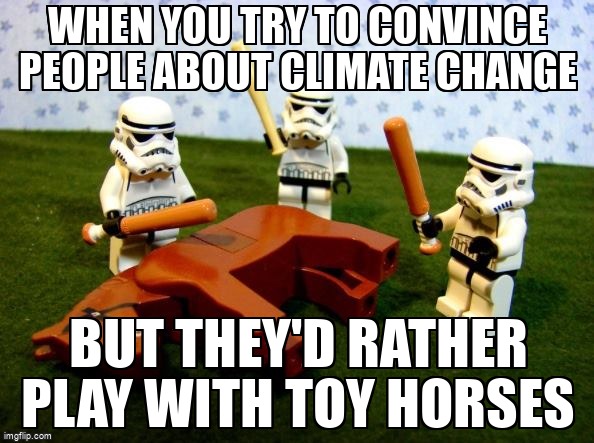 WHEN YOU TRY TO CONVINCE
PEOPLE ABOUT CLIMATE CHANGE
BUT THEY'D RATHER
PLAY WITH TOY HORSES
imgflip.com